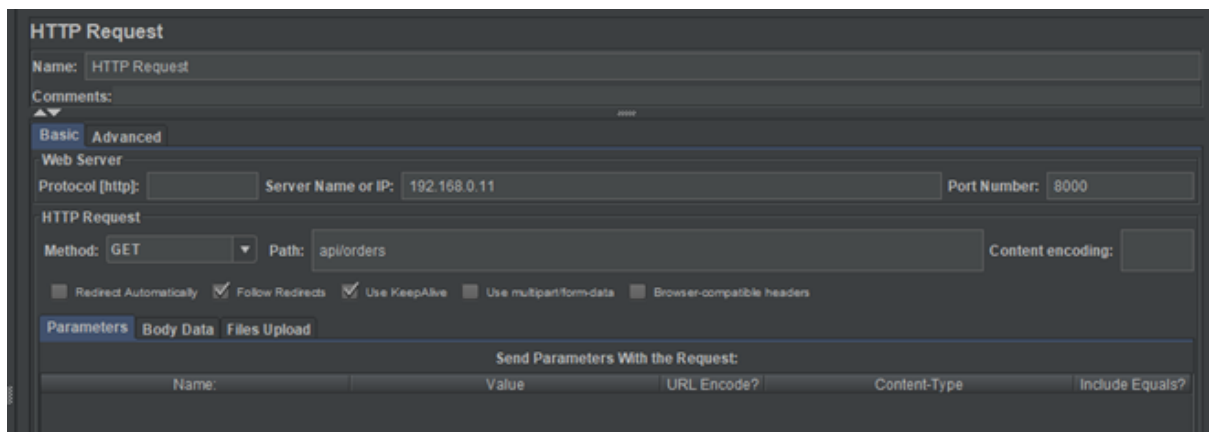 HTTP Request
Name: HTTP Request
Comments:
Basic Advanced
Web Server
Protocol [http]: Server Name or IP: 192.168.0.11 Port Number: 8000
HTTP Request
Method: GET Path: api/orders Content encoding:
Redirect Automatically Follow Redirects Use KeepAlive Use multipart/form-data Browser-compatible headers
Parameters Body Data Files Upload
Send Parameters With the Request:
Name: Value URL Encode? Content-Type Include Equals?